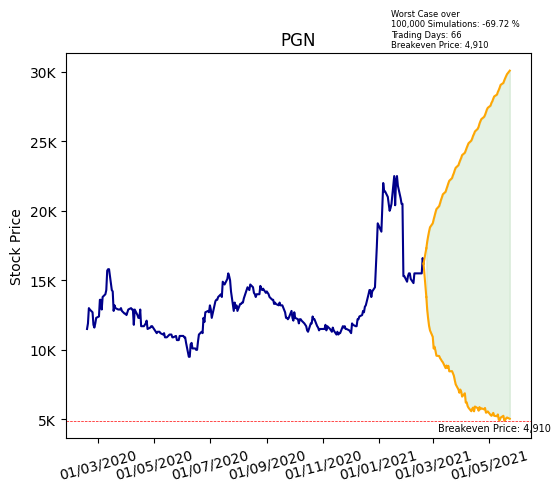 Worst Case over
100,000 Simulations: -69.72 %
Trading Days: 66
Breakeven Price: 4,910
PGN
Stock Price
30K
25K
20K
15K
10K
5K
Breakeven Price: 4,910
01/03/2020 01/05/2020 01/07/2020 01/09/2020 01/11/2020 01/01/2021 01/03/2021 01/05/2021